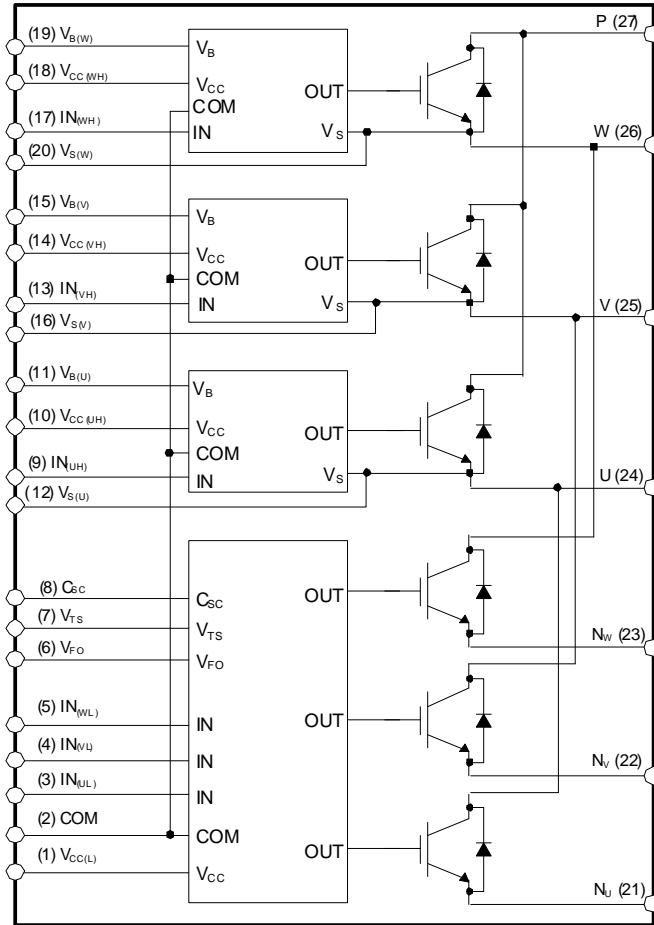 (19) VB(W)
VB
P (27)
(18) VCC(WH)
VCC
OUT
COM
(17) IN(WH)
IN
VS
W (26)
(20) VS(W)
(15) VB(V)
VB
(14) VCC(VH)
VCC
OUT
COM
(13) IN(VH)
IN
VS
V (25)
(16) VS(V)
(11) VB(U)
VB
(10) VCC(UH)
VCC
OUT
COM
(9) IN(UH)
IN
VS
U (24)
(12) VS(U)
(8) CSC
CSC
OUT
(7) VTS
VTS
(6) VFO
VFO
NW (23)
(5) IN(WL)
IN
OUT
(4) IN(VL)
IN
NV (22)
(3) IN(UL)
IN
(2) COM
COM
OUT
(1) VCC(L)
VCC
NU (21)